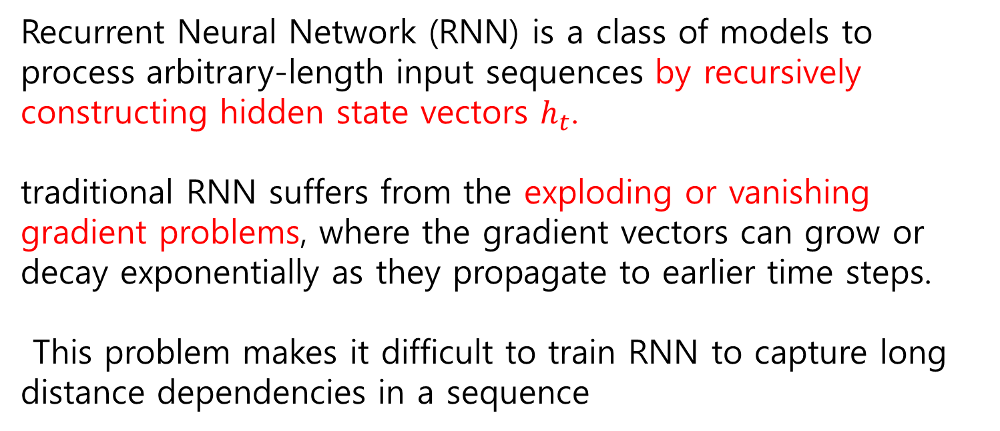 Recurrent Neural Network (RNN) is a class of models to
process arbitrary-length input sequences by recursively
constructing hidden state vectors hₜ.
traditional RNN suffers from the exploding or vanishing
gradient problems, where the gradient vectors can grow or
decay exponentially as they propagate to earlier time steps.
This problem makes it difficult to train RNN to capture long
distance dependencies in a sequence